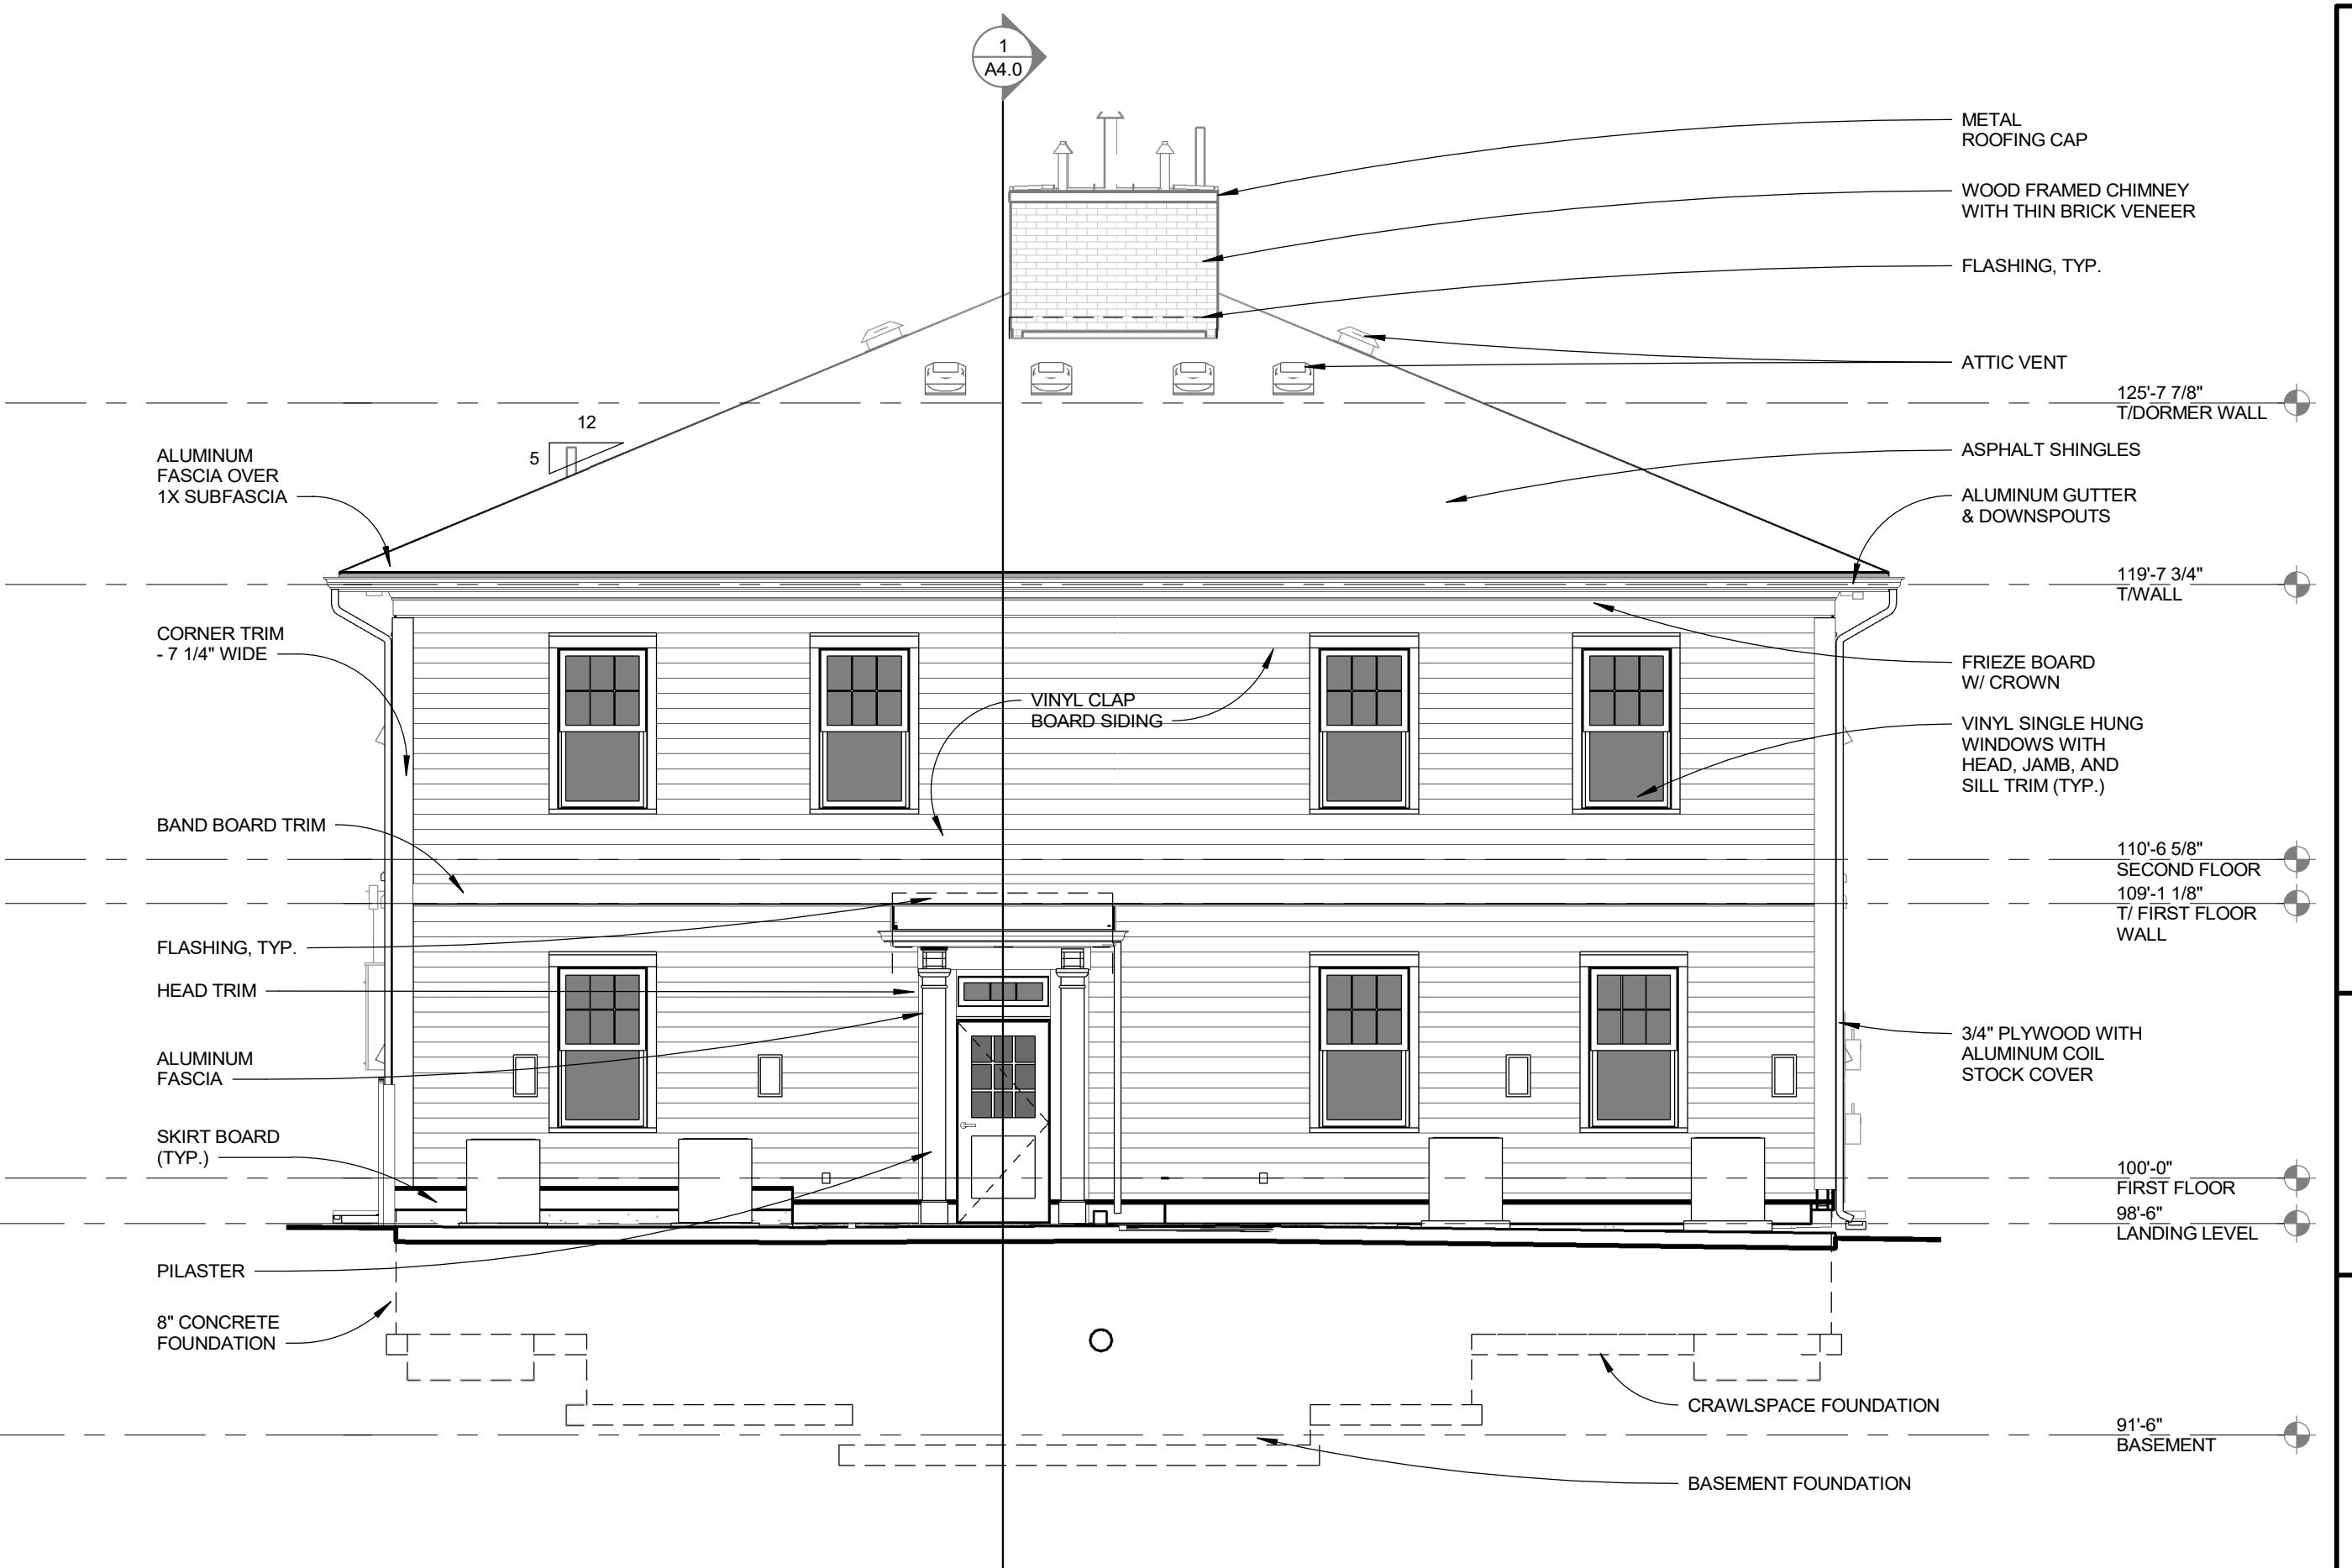 1
A4.0
METAL
ROOFING CAP
WOOD FRAMED CHIMNEY
WITH THIN BRICK VENEER
FLASHING, TYP.
ATTIC VENT
125'-7 7/8"
T/DORMER WALL
12
5
ALUMINUM
FASCIA OVER
1X SUBFASCIA
ASPHALT SHINGLES
ALUMINUM GUTTER
& DOWNSPOUTS
119'-7 3/4"
T/WALL
CORNER TRIM
- 7 1/4" WIDE
FRIEZE BOARD
W/ CROWN
VINYL CLAP
BOARD SIDING
VINYL SINGLE HUNG
WINDOWS WITH
HEAD, JAMB, AND
SILL TRIM (TYP.)
BAND BOARD TRIM
110'-6 5/8"
SECOND FLOOR
109'-1 1/8"
T/ FIRST FLOOR
WALL
FLASHING, TYP.
HEAD TRIM
ALUMINUM
FASCIA
3/4" PLYWOOD WITH
ALUMINUM COIL
STOCK COVER
SKIRT BOARD
(TYP.)
100'-0"
FIRST FLOOR
98'-6"
LANDING LEVEL
PILASTER
8" CONCRETE
FOUNDATION
CRAWLSPACE FOUNDATION
91'-6"
BASEMENT
BASEMENT FOUNDATION